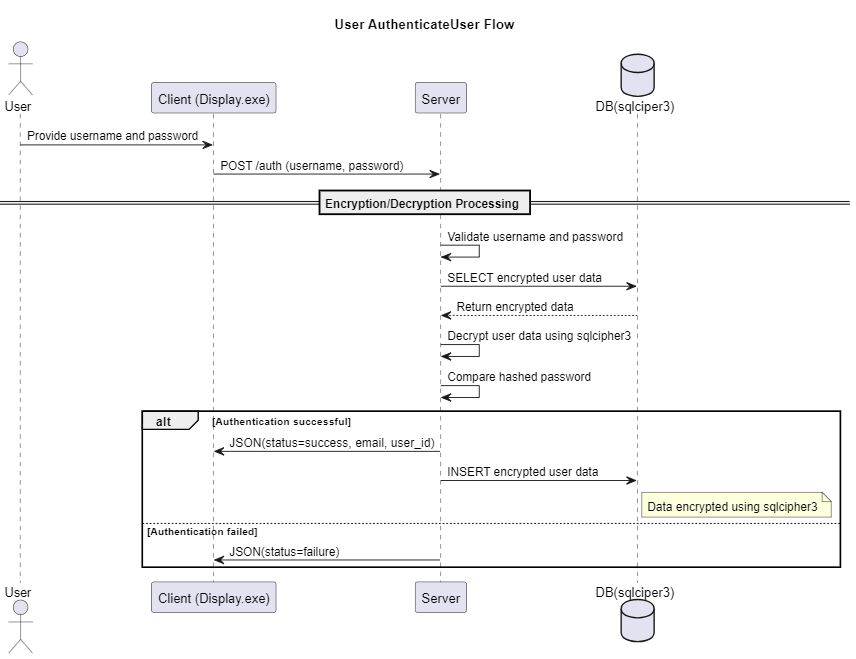 User AuthenticateUser Flow
User
Client (Display.exe)
Server
DB(sqlciper3)
Provide username and password
POST /auth (username, password)
Encryption/Decryption Processing
Validate username and password
SELECT encrypted user data
Return encrypted data
Decrypt user data using sqlcipher3
Compare hashed password
alt
[Authentication successful]
JSON(status=success, email, user_id)
INSERT encrypted user data
Data encrypted using sqlcipher3
[Authentication failed]
JSON(status=failure)
User
Client (Display.exe)
Server
DB(sqlciper3)